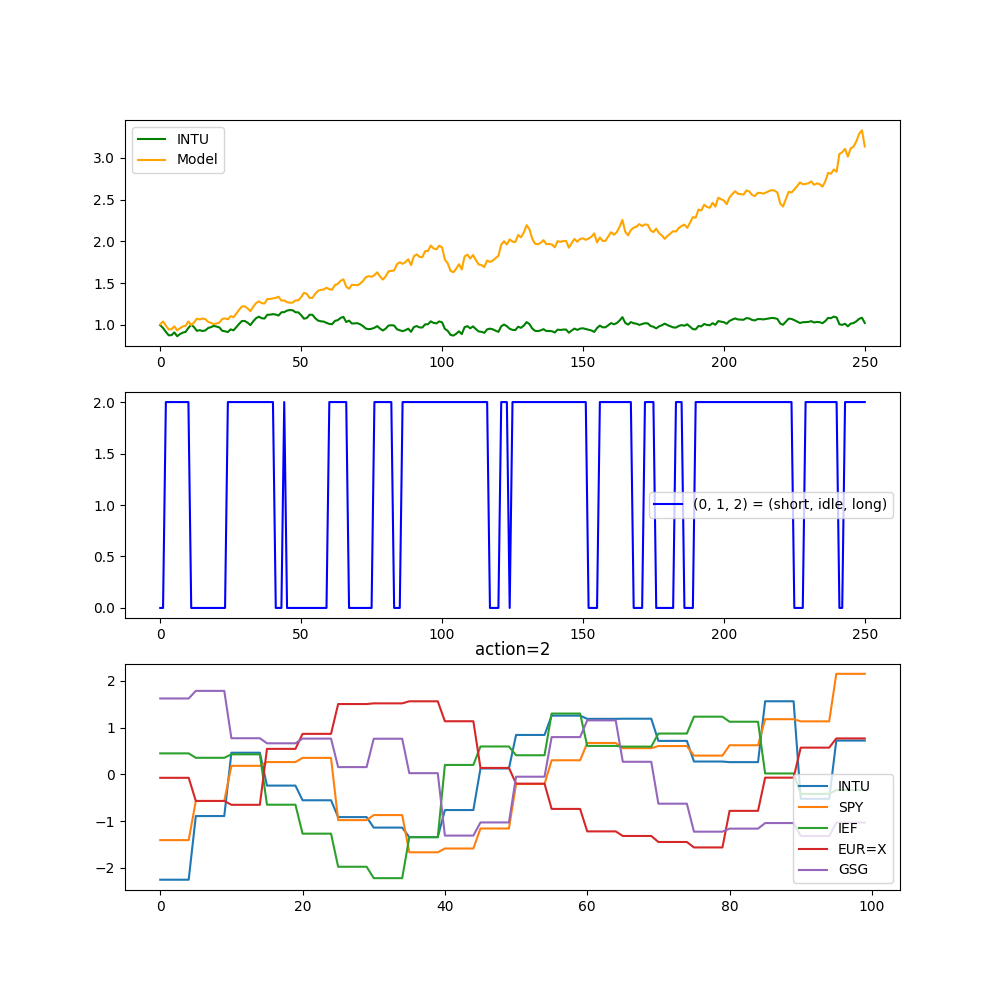 INTU
Model
3.0
2.5
2.0
1.5
1.0
0 50 100 150 200 250
2.0
1.5
1.0
0.5
0.0
(0, 1, 2) = (short, idle, long)
0 50 100 150 200 250
action=2
2
1
0
−1
−2
INTU
SPY
IEF
EUR=X
GSG
0 20 40 60 80 100